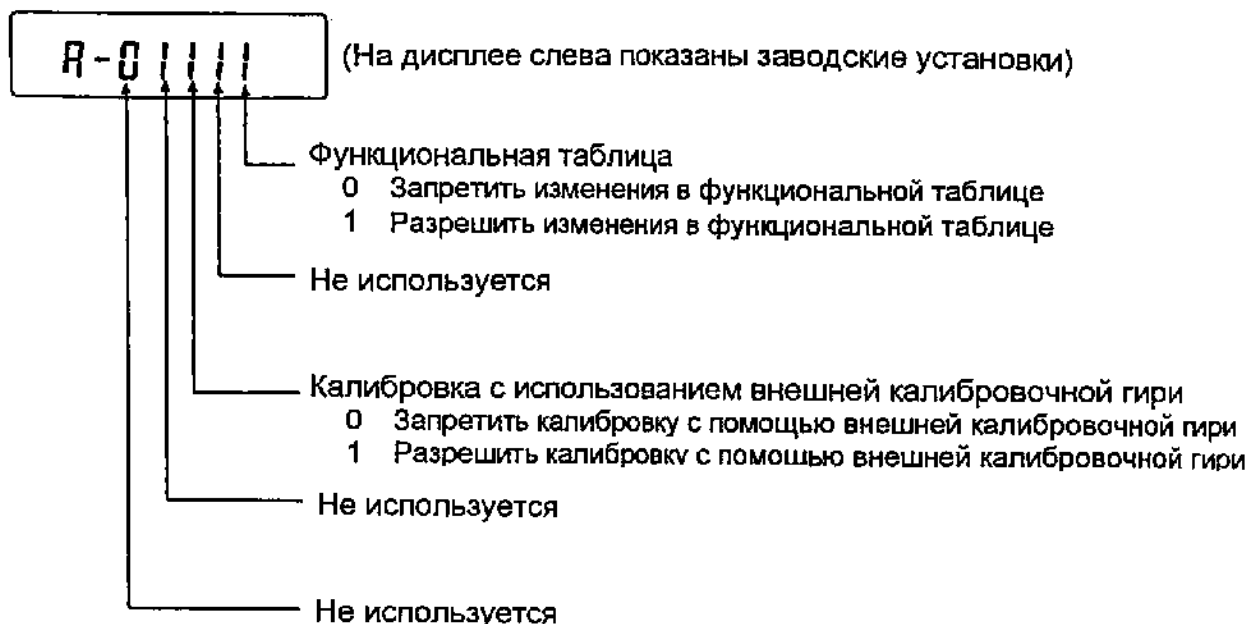 A-01111 (На дисплее слева показаны заводские установки)
Функциональная таблица
0 Запретить изменения в функциональной таблице
1 Разрешить изменения в функциональной таблице
Не используется
Калибровка с использованием внешней калибровочной гири
0 Запретить калибровку с помощью внешней калибровочной гири
1 Разрешить калибровку с помощью внешней калибровочной гири
Не используется
Не используется